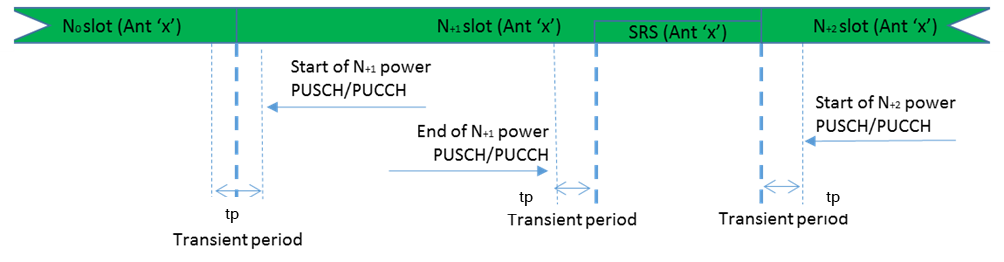 N0 slot (Ant ‘x’)
N+1 slot (Ant ‘x’)
SRS (Ant ‘x’)
N+2 slot (Ant ‘x’)
Start of N+1 power
PUSCH/PUCCH
End of N+1 power
PUSCH/PUCCH
Start of N+2 power
PUSCH/PUCCH
tp
Transient period
tp
Transient period
tp
Transient period